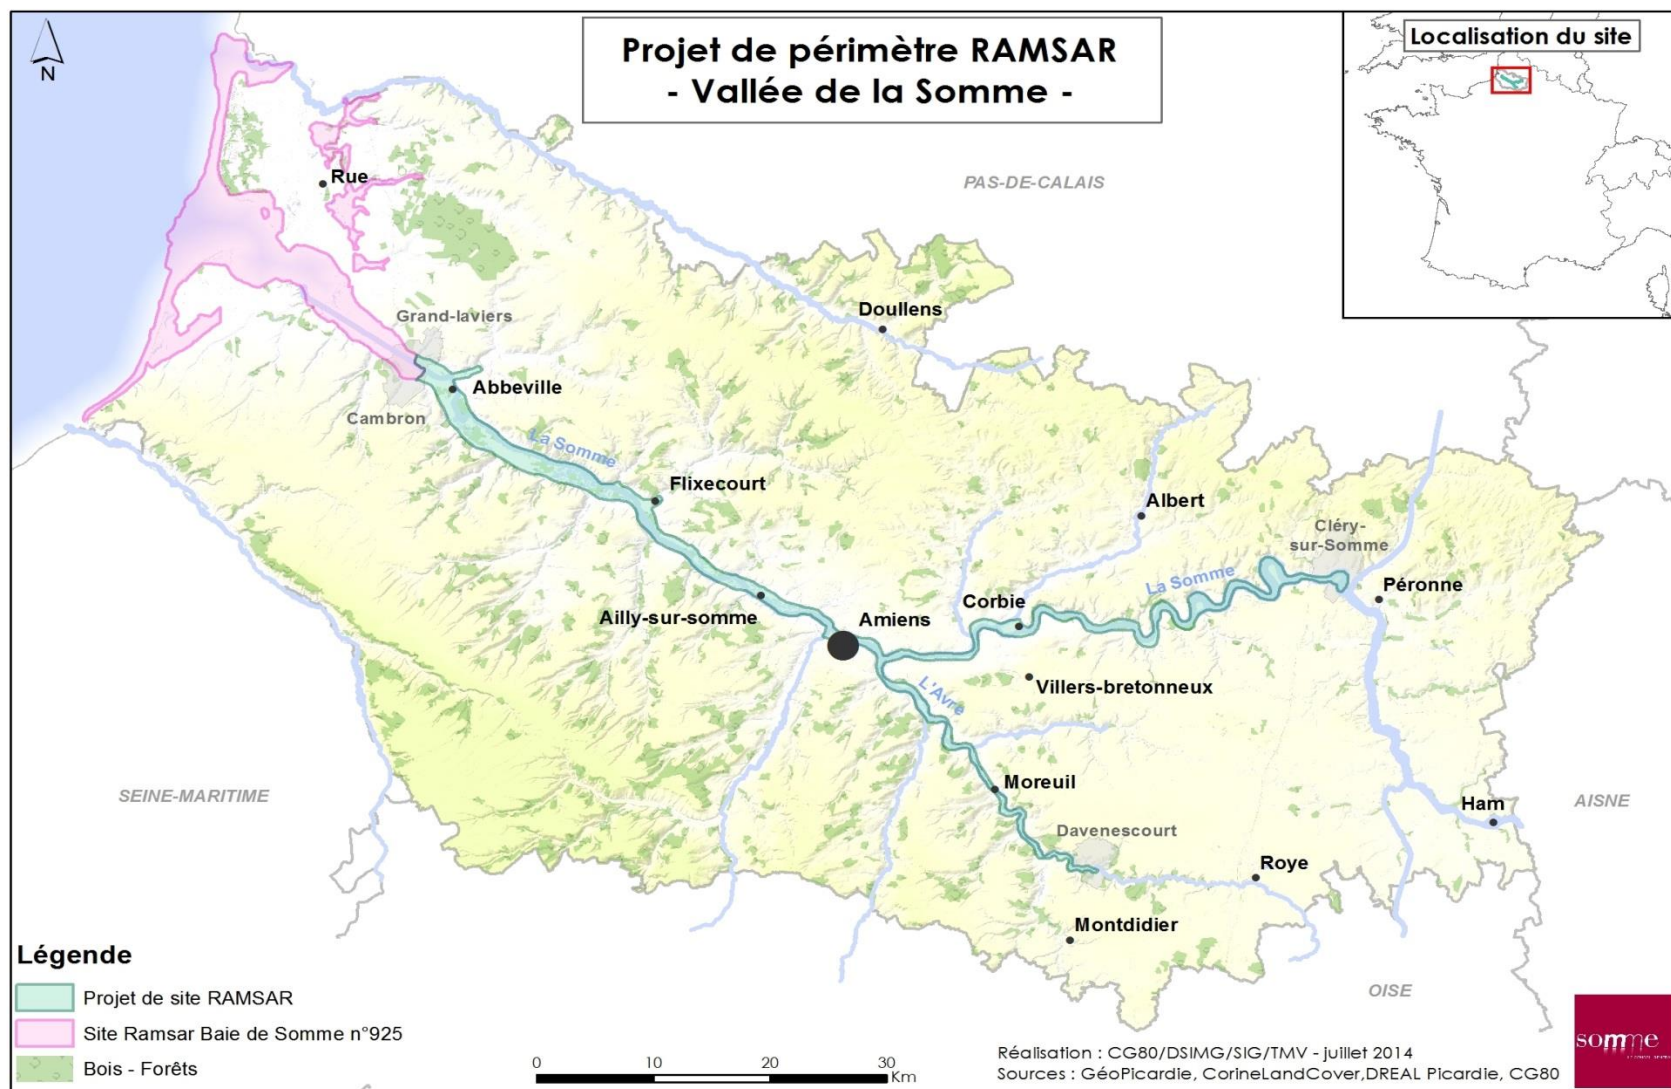 Projet de périmètre RAMSAR
- Vallée de la Somme -
Localisation du site
N
PAS-DE-CALAIS
Rue
Doullens
Grand-laviers
Abbeville
Cambron
La Somme
Flixecourt
Albert
Cléry-
sur-Somme
La Somme
Péronne
Corbie
Ailly-sur-somme
Amiens
Villers-bretonneux
L'Avre
Moreuil
SEINE-MARITIME
AISNE
Ham
Davenescourt
Roye
Montdidier
OISE
Légende
Projet de site RAMSAR
Site Ramsar Baie de Somme n°925
Bois - Forêts
0 10 20 30
Km
Réalisation : CG80/DSIMG/SIG/TMV - juillet 2014
Sources : GéoPicardie, CorineLandCover,DREAL Picardie, CG80
somme